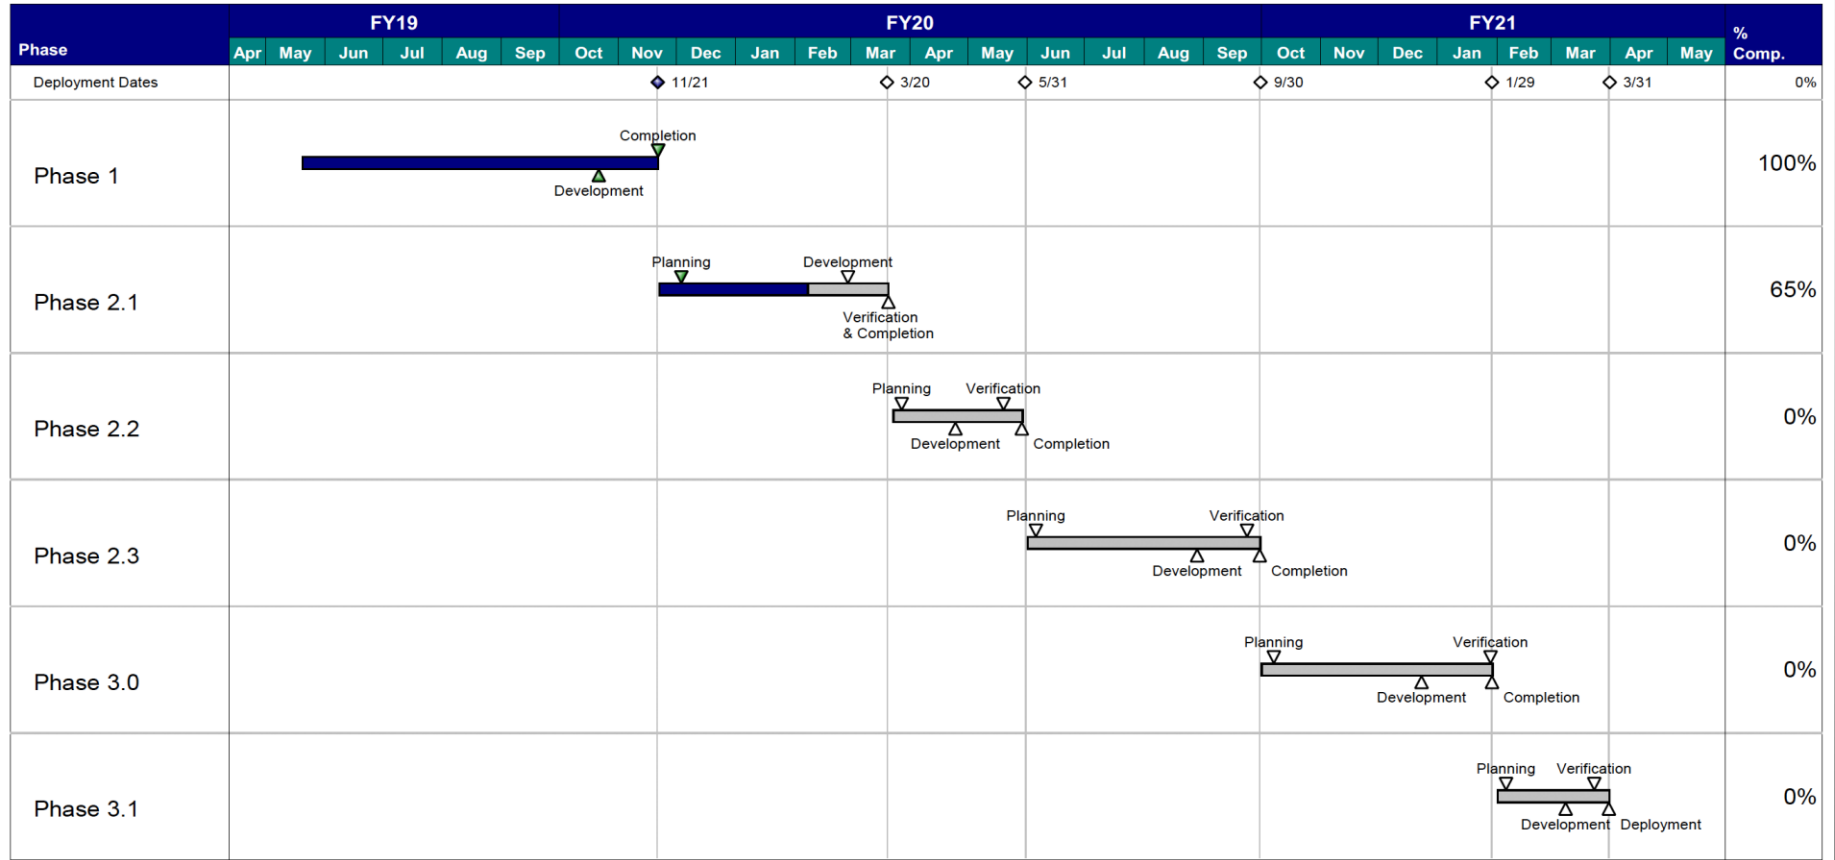 FY19 FY20 FY21
Phase % Comp.
Apr May Jun Jul Aug Sep Oct Nov Dec Jan Feb Mar Apr May Jun Jul Aug Sep Oct Nov Dec Jan Feb Mar Apr May
Deployment Dates 11/21 3/20 5/31 9/30 1/29 3/31 0%
Completion
Phase 1 100%
Development
Planning Development
Phase 2.1 65%
Verification
& Completion
Planning Verification
Phase 2.2 0%
Development Completion
Planning Verification
Phase 2.3 0%
Development Completion
Planning Verification
Phase 3.0 0%
Development Completion
Planning Verification
Phase 3.1 0%
Development Deployment